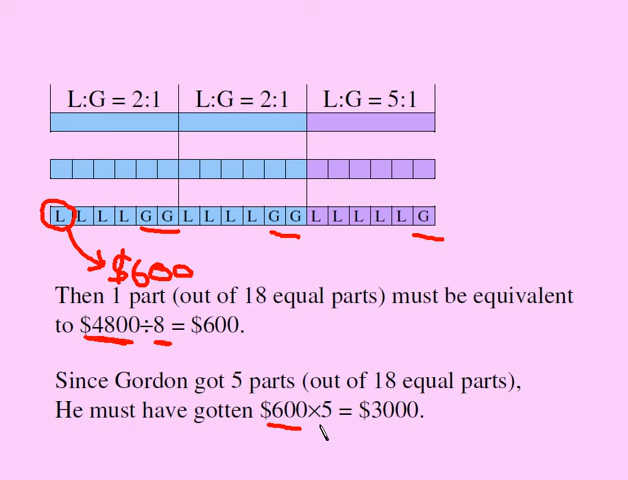 L:G = 2:1 L:G = 2:1 L:G = 5:1
L L L L G G L L L L G G L L L L L G
$600
Then 1 part (out of 18 equal parts) must be equivalent
to $4800÷8 = $600.
Since Gordon got 5 parts (out of 18 equal parts),
He must have gotten $600×5 = $3000.